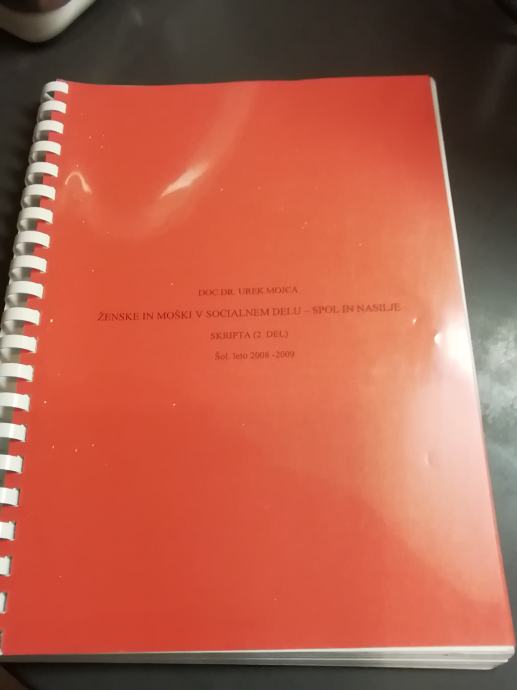 DOC.DR. UREK MOJCA
ŽENSKE IN MOŠKI V SOCIALNEM DELU – SPOL IN NASILJE
SKRIPTA (2. DEL)
Šol. leto 2008 -2009